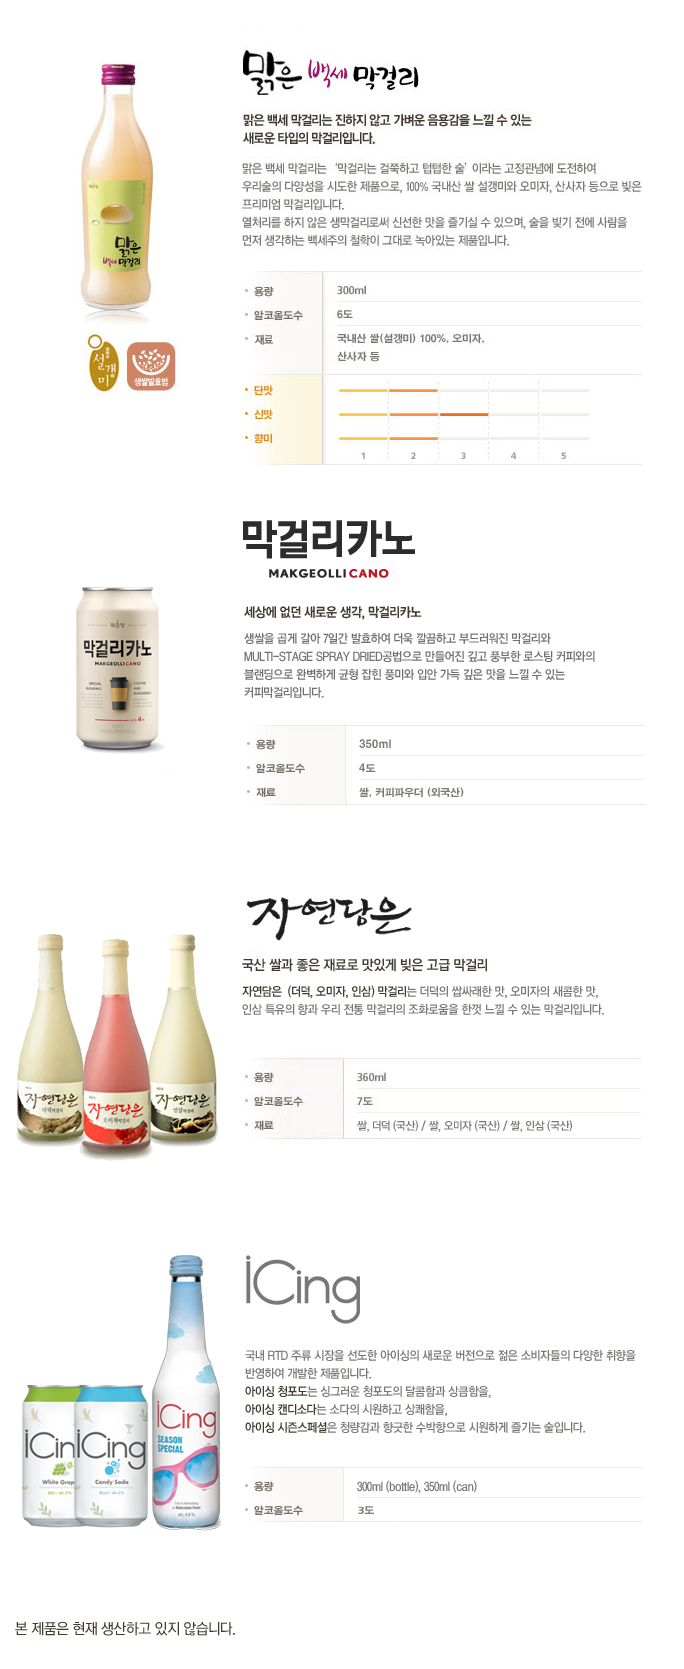 맑은 백세 막걸리
맑은 백세 막걸리는 진하지 않고 가벼운 음용감을 느낄 수 있는
새로운 타입의 막걸리입니다.
맑은 백세 막걸리는 '막걸리는 걸쭉하고 텁텁한 술' 이라는 고정관념에 도전하여
우리술의 다양성을 시도한 제품으로, 100% 국내산 쌀 설갱미와 오미자, 산사자 등으로 빚은
프리미엄 막걸리입니다.
열처리를 하지 않은 생막걸리로써 신선한 맛을 즐기실 수 있으며, 술을 빚기 전에 사람을
먼저 생각하는 백세주의 철학이 그대로 녹아있는 제품입니다.
맑은
백세 막걸리
설갱미
생쌀발효법
• 용량 300ml
• 알코올도수 6도
• 재료 국내산 쌀(설갱미) 100%, 오미자,
산사자 등
• 단맛
• 신맛
• 향미
1 2 3 4 5
막걸리카노
MAKGEOLLICANO
세상에 없던 새로운 생각, 막걸리카노
생쌀을 곱게 갈아 7일간 발효하여 더욱 깔끔하고 부드러워진 막걸리와
MULTI-STAGE SPRAY DRIED공법으로 만들어진 깊고 풍부한 로스팅 커피와의
블랜딩으로 완벽하게 균형 잡힌 풍미와 입안 가득 깊은 맛을 느낄 수 있는
커피막걸리입니다.
막걸리카노
MAKGEOLLICANO
• 용량 350ml
• 알코올도수 4도
• 재료 쌀, 커피파우더 (외국산)
자연담은
국산 쌀과 좋은 재료로 맛있게 빚은 고급 막걸리
자연담은 (더덕, 오미자, 인삼) 막걸리는 더덕의 쌉싸래한 맛, 오미자의 새콤한 맛,
인삼 특유의 향과 우리 전통 막걸리의 조화로움을 한껏 느낄 수 있는 막걸리입니다.
자연담은
더덕막걸리
자연담은
오미자막걸리
자연담은
인삼막걸리
• 용량 360ml
• 알코올도수 7도
• 재료 쌀, 더덕 (국산) / 쌀, 오미자 (국산) / 쌀, 인삼 (국산)
iCing
국내 RTD 주류 시장을 선도한 아이싱의 새로운 버전으로 젊은 소비자들의 다양한 취향을
반영하여 개발한 제품입니다.
아이싱 청포도는 싱그러운 청포도의 달콤함과 상큼함을,
아이싱 캔디소다는 소다의 시원하고 상쾌함을,
아이싱 시즌스페셜은 청량감과 향긋한 수박향으로 시원하게 즐기는 술입니다.
iCin
White Grap
iCing
Candy Soda
iCing
SEASON
SPECIAL
• 용량 300ml (bottle), 350ml (can)
• 알코올도수 3도
본 제품은 현재 생산하고 있지 않습니다.